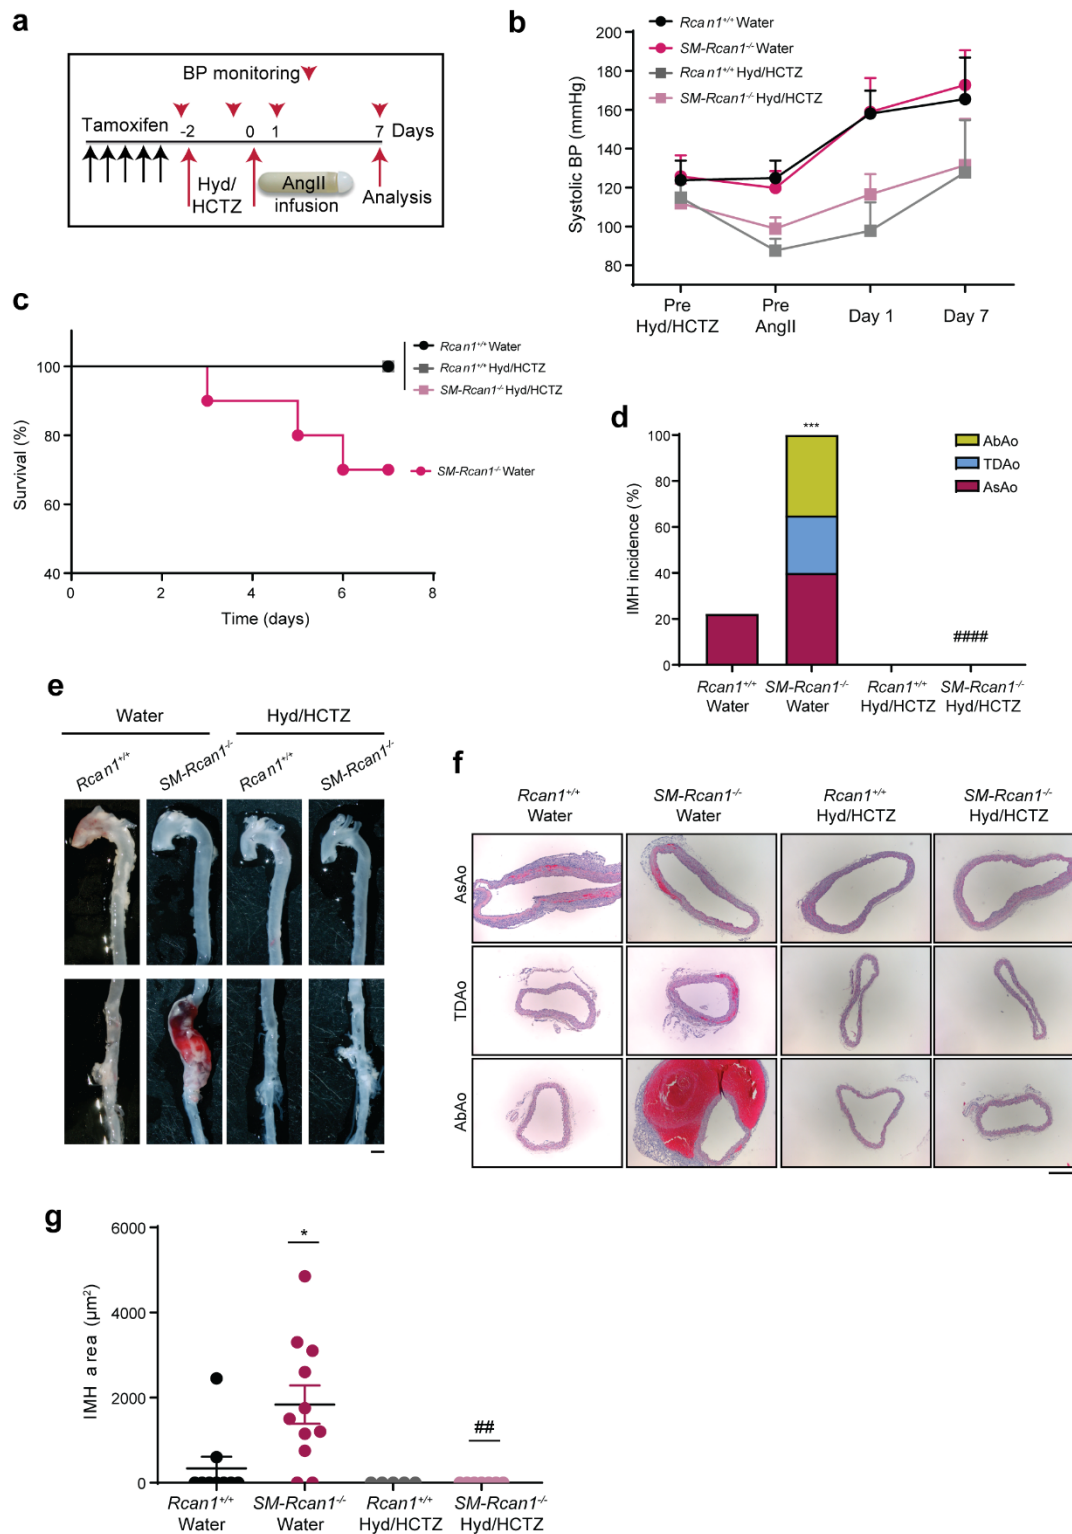 a
BP monitoring
Tamoxifen
-2
0
1
7
Days
Hyd/
HCTZ
AngII
infusion
Analysis
b
Rcan1+/+ Water
SM-Rcan1-/- Water
Rcan1+/+ Hyd/HCTZ
SM-Rcan1-/- Hyd/HCTZ
Systolic BP (mmHg)
200
180
160
140
120
100
80
Pre
Hyd/HCTZ
Pre
AngII
Day 1
Day 7
c
Rcan1+/+ Water
Rcan1+/+ Hyd/HCTZ
SM-Rcan1-/- Hyd/HCTZ
SM-Rcan1-/- Water
Survival (%)
100
80
60
40
0
2
4
6
8
Time (days)
d
***
AbAo
TDAo
AsAo
IMH incidence (%)
100
80
60
40
20
0
####
Rcan1+/+
Water
SM-Rcan1-/-
Water
Rcan1+/+
Hyd/HCTZ
SM-Rcan1-/-
Hyd/HCTZ
e
Water
Hyd/HCTZ
Rcan1+/+
SM-Rcan1-/-
Rcan1+/+
SM-Rcan1-/-
f
Rcan1+/+
Water
SM-Rcan1-/-
Water
Rcan1+/+
Hyd/HCTZ
SM-Rcan1-/-
Hyd/HCTZ
AsAo
TDAo
AbAo
g
IMH area (µm2)
6000
4000
2000
0
*
##
Rcan1+/+
Water
SM-Rcan1-/-
Water
Rcan1+/+
Hyd/HCTZ
SM-Rcan1-/-
Hyd/HCTZ